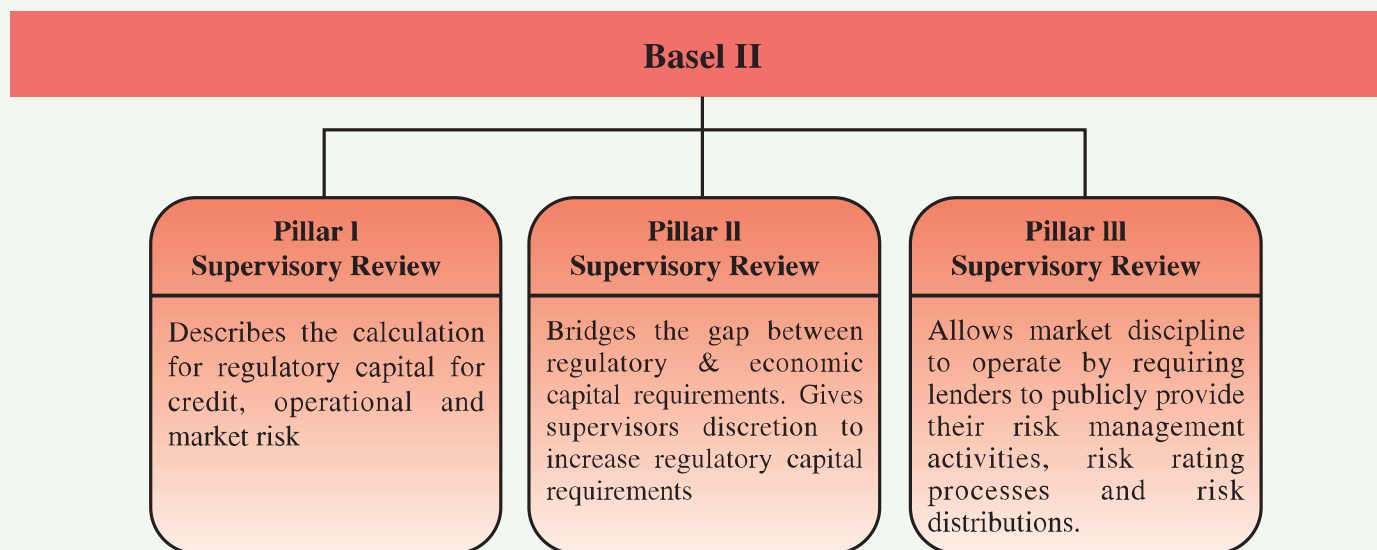 Basel II
Pillar I
Supervisory Review
Describes the calculation
for regulatory capital for
credit, operational and
market risk
Pillar II
Supervisory Review
Bridges the gap between
regulatory & economic
capital requirements. Gives
supervisors discretion to
increase regulatory capital
requirements
Pillar III
Supervisory Review
Allows market discipline
to operate by requiring
lenders to publicly provide
their risk management
activities, risk rating
processes and risk
distributions.